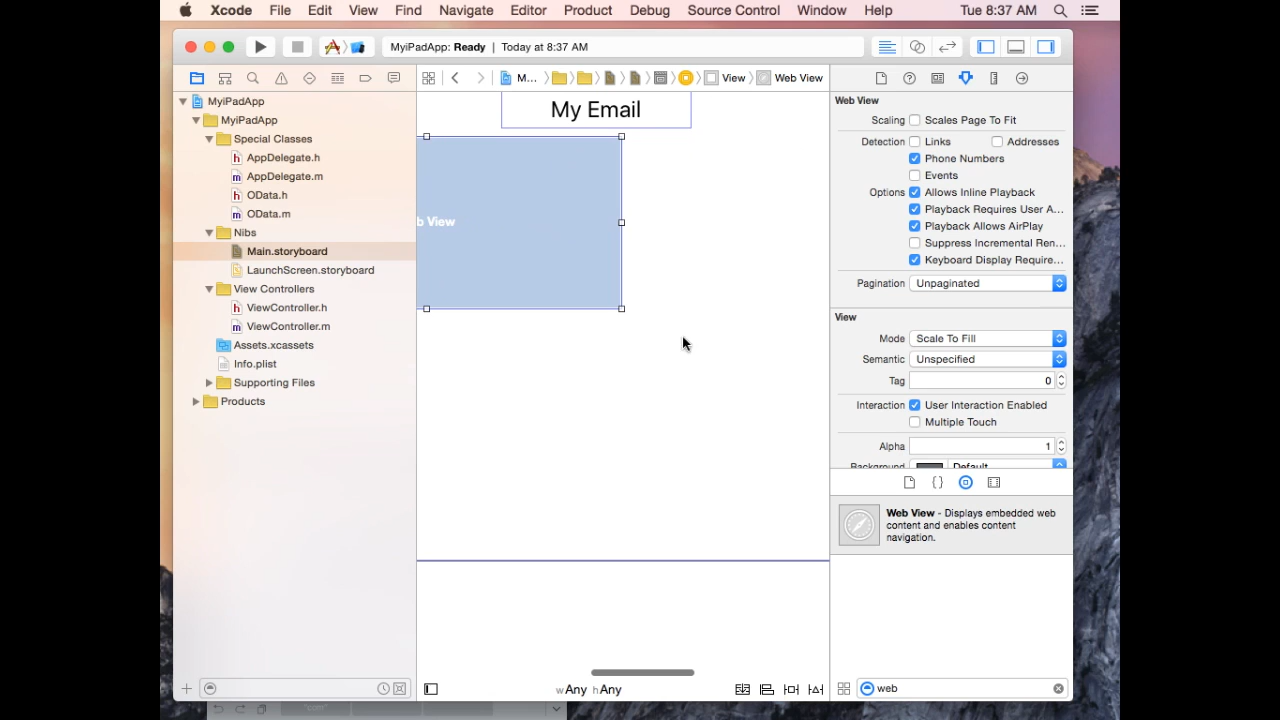 Xcode File Edit View Find Navigate Editor Product Debug Source Control Window Help Tue 8:37 AM
MyiPadApp: Ready | Today at 8:37 AM
M... View Web View
MyiPadApp
MyiPadApp
Special Classes
h AppDelegate.h
m AppDelegate.m
h OData.h
m OData.m
Nibs
Main.storyboard
LaunchScreen.storyboard
View Controllers
h ViewController.h
m ViewController.m
Assets.xcassets
Info.plist
Supporting Files
Products
My Email
b View
wAny hAny
Web View
Scaling Scales Page To Fit
Detection Links Addresses
Phone Numbers
Events
Options Allows Inline Playback
Playback Requires User A...
Playback Allows AirPlay
Suppress Incremental Ren...
Keyboard Display Require...
Pagination Unpaginated
View
Mode Scale To Fill
Semantic Unspecified
Tag 0
Interaction User Interaction Enabled
Multiple Touch
Alpha 1
Background Default
{ }
Web View - Displays embedded web
content and enables content
navigation.
web